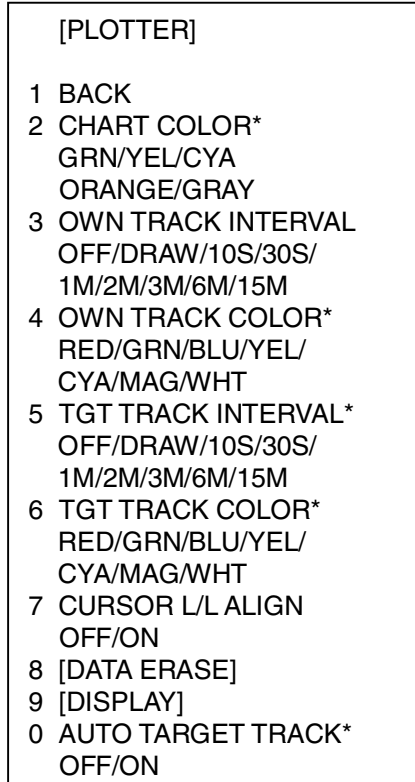 [PLOTTER]
1 BACK
2 CHART COLOR*
GRN/YEL/CYA
ORANGE/GRAY
3 OWN TRACK INTERVAL
OFF/DRAW/10S/30S/
1M/2M/3M/6M/15M
4 OWN TRACK COLOR*
RED/GRN/BLU/YEL/
CYA/MAG/WHT
5 TGT TRACK INTERVAL*
OFF/DRAW/10S/30S/
1M/2M/3M/6M/15M
6 TGT TRACK COLOR*
RED/GRN/BLU/YEL/
CYA/MAG/WHT
7 CURSOR L/L ALIGN
OFF/ON
8 [DATA ERASE]
9 [DISPLAY]
0 AUTO TARGET TRACK*
OFF/ON